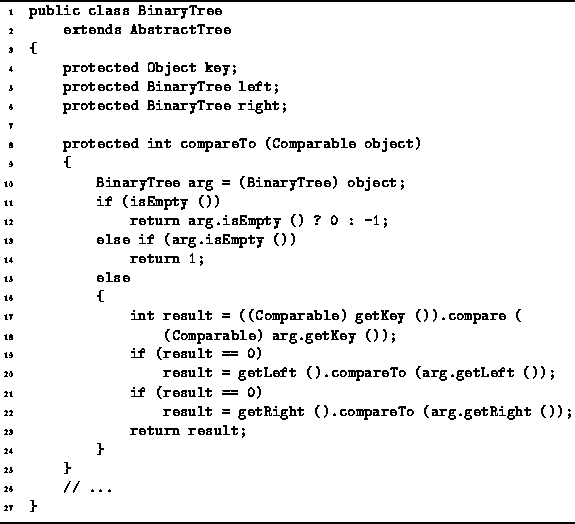 1 public class BinaryTree
2     extends AbstractTree
3 {
4     protected Object key;
5     protected BinaryTree left;
6     protected BinaryTree right;
7
8     protected int compareTo (Comparable object)
9     {
10         BinaryTree arg = (BinaryTree) object;
11         if (isEmpty ())
12             return arg.isEmpty () ? 0 : -1;
13         else if (arg.isEmpty ())
14             return 1;
15         else
16         {
17             int result = ((Comparable) getKey ()).compare (
18                 (Comparable) arg.getKey ());
19             if (result == 0)
20                 result = getLeft ().compareTo (arg.getLeft ());
21             if (result == 0)
22                 result = getRight ().compareTo (arg.getRight ());
23             return result;
24         }
25     }
26     // ...
27 }